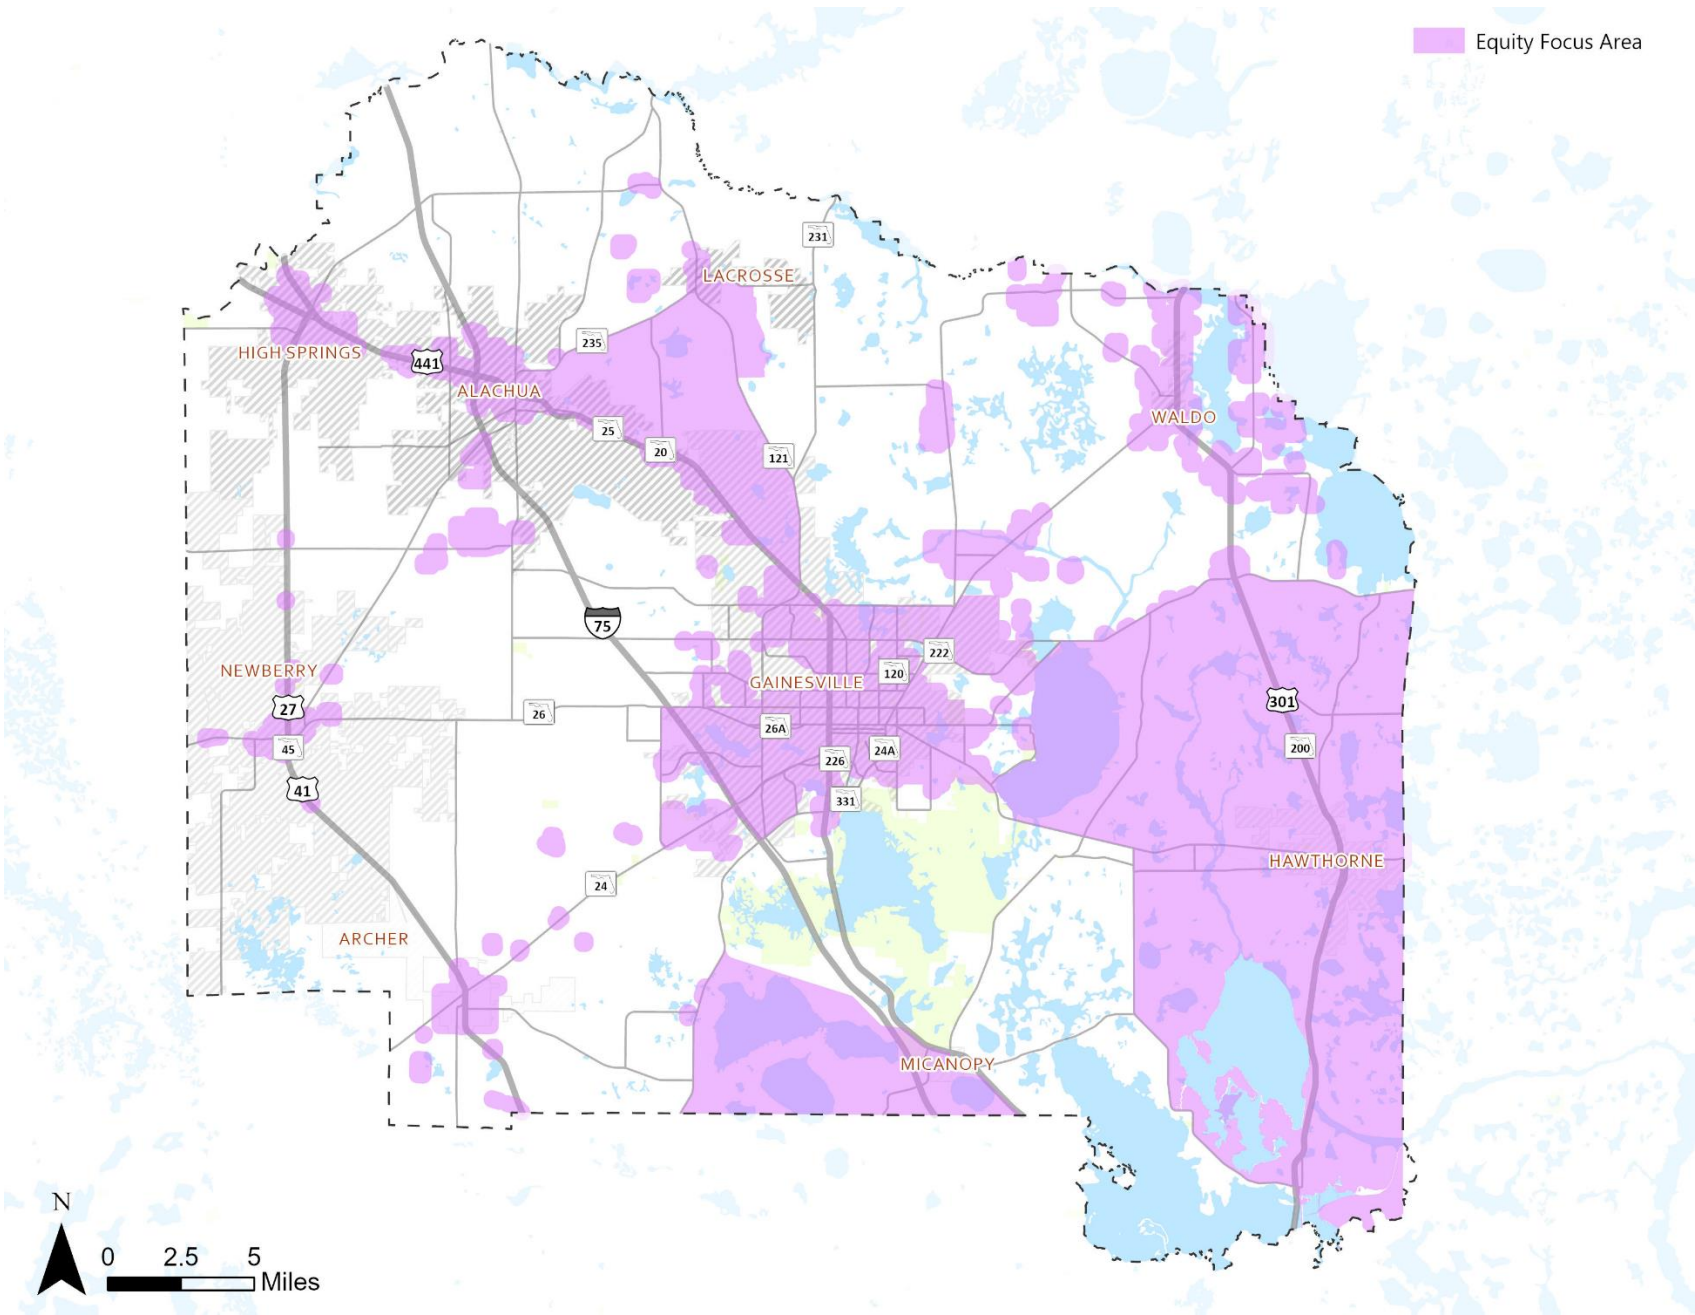 Equity Focus Area
231
LACROSSE
235
HIGH SPRINGS
441
ALACHUA
WALDO
25
20
121
75
222
NEWBERRY
120
GAINESVILLE
27
301
26
26A
45
24A
200
226
41
331
HAWTHORNE
24
ARCHER
MICANOPY
N
0 2.5 5
Miles